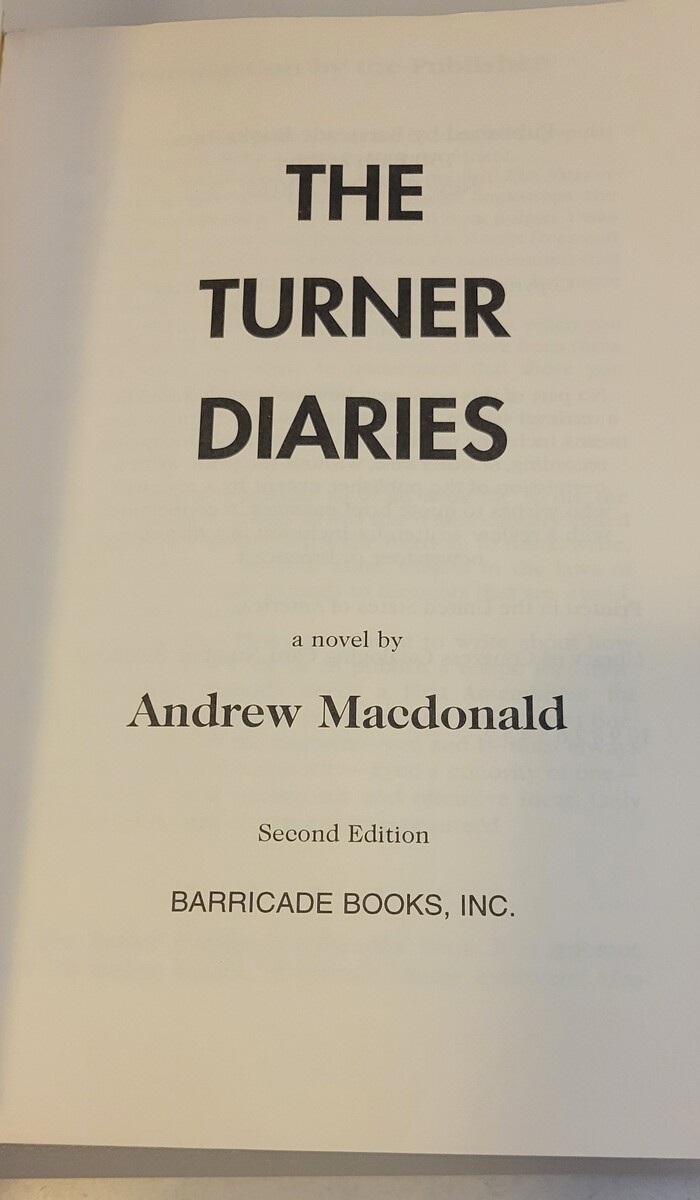 THE
TURNER
DIARIES
a novel by
Andrew Macdonald
Second Edition
BARRICADE BOOKS, INC.